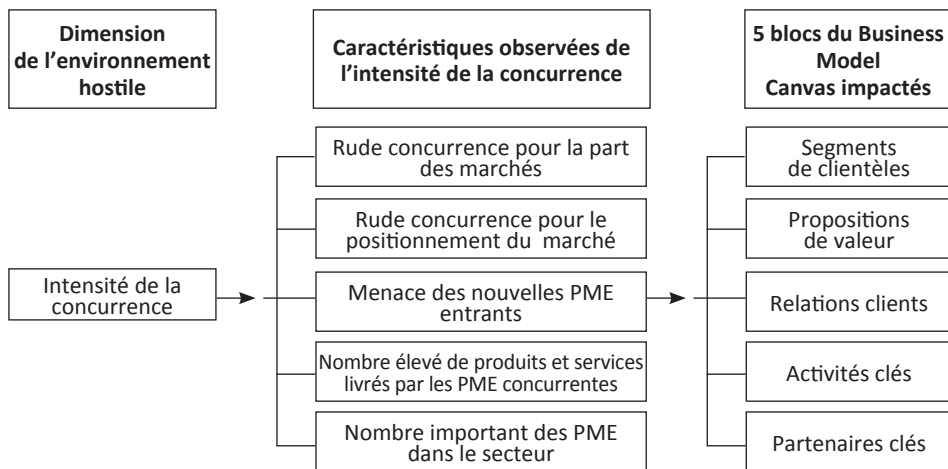 Dimension
de l'environnement
hostile
Caractéristiques observées de
l'intensité de la concurrence
5 blocs du Business
Model
Canvas impactés
Intensité de la
concurrence
Rude concurrence pour la part
des marchés
Rude concurrence pour le
positionnement du marché
Menace des nouvelles PME
entrants
Nombre élevé de produits et services
livrés par les PME concurrentes
Nombre important des PME
dans le secteur
Segments
de clientèles
Propositions
de valeur
Relations clients
Activités clés
Partenaires clés